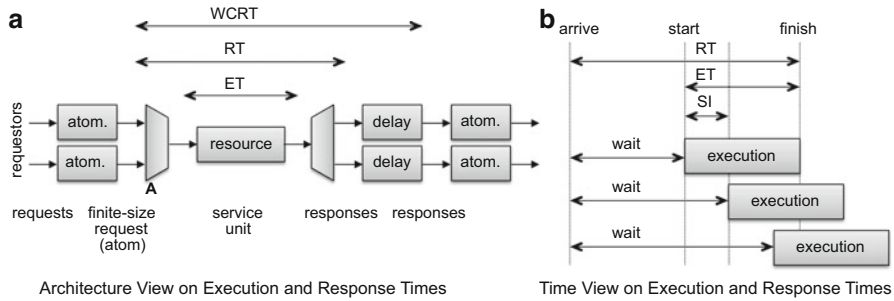 a
WCRT
RT
ET
requestors
atom.
delay
atom.
resource
atom.
delay
atom.
A
requests
finite-size
request
(atom)
service
unit
responses
responses
Architecture View on Execution and Response Times
b
arrive
start
finish
RT
ET
SI
wait
execution
wait
execution
wait
execution
Time View on Execution and Response Times